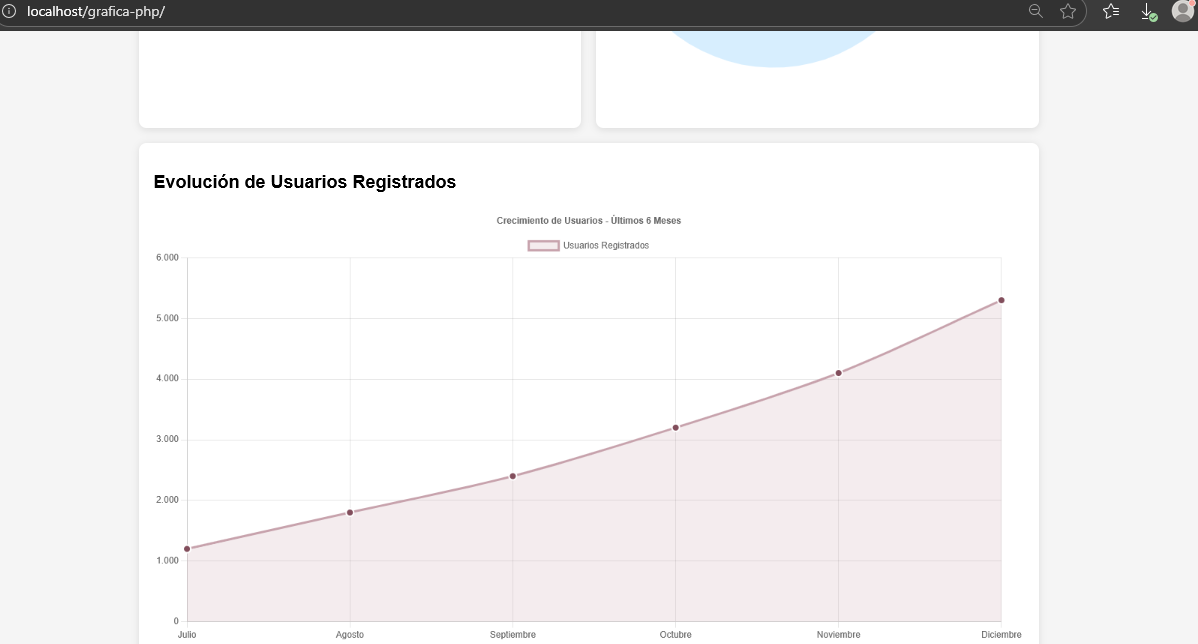 localhost/grafica-php/
Evolución de Usuarios Registrados
Crecimiento de Usuarios - Últimos 6 Meses
Usuarios Registrados
6.000
5.000
4.000
3.000
2.000
1.000
0
Julio Agosto Septiembre Octubre Noviembre Diciembre